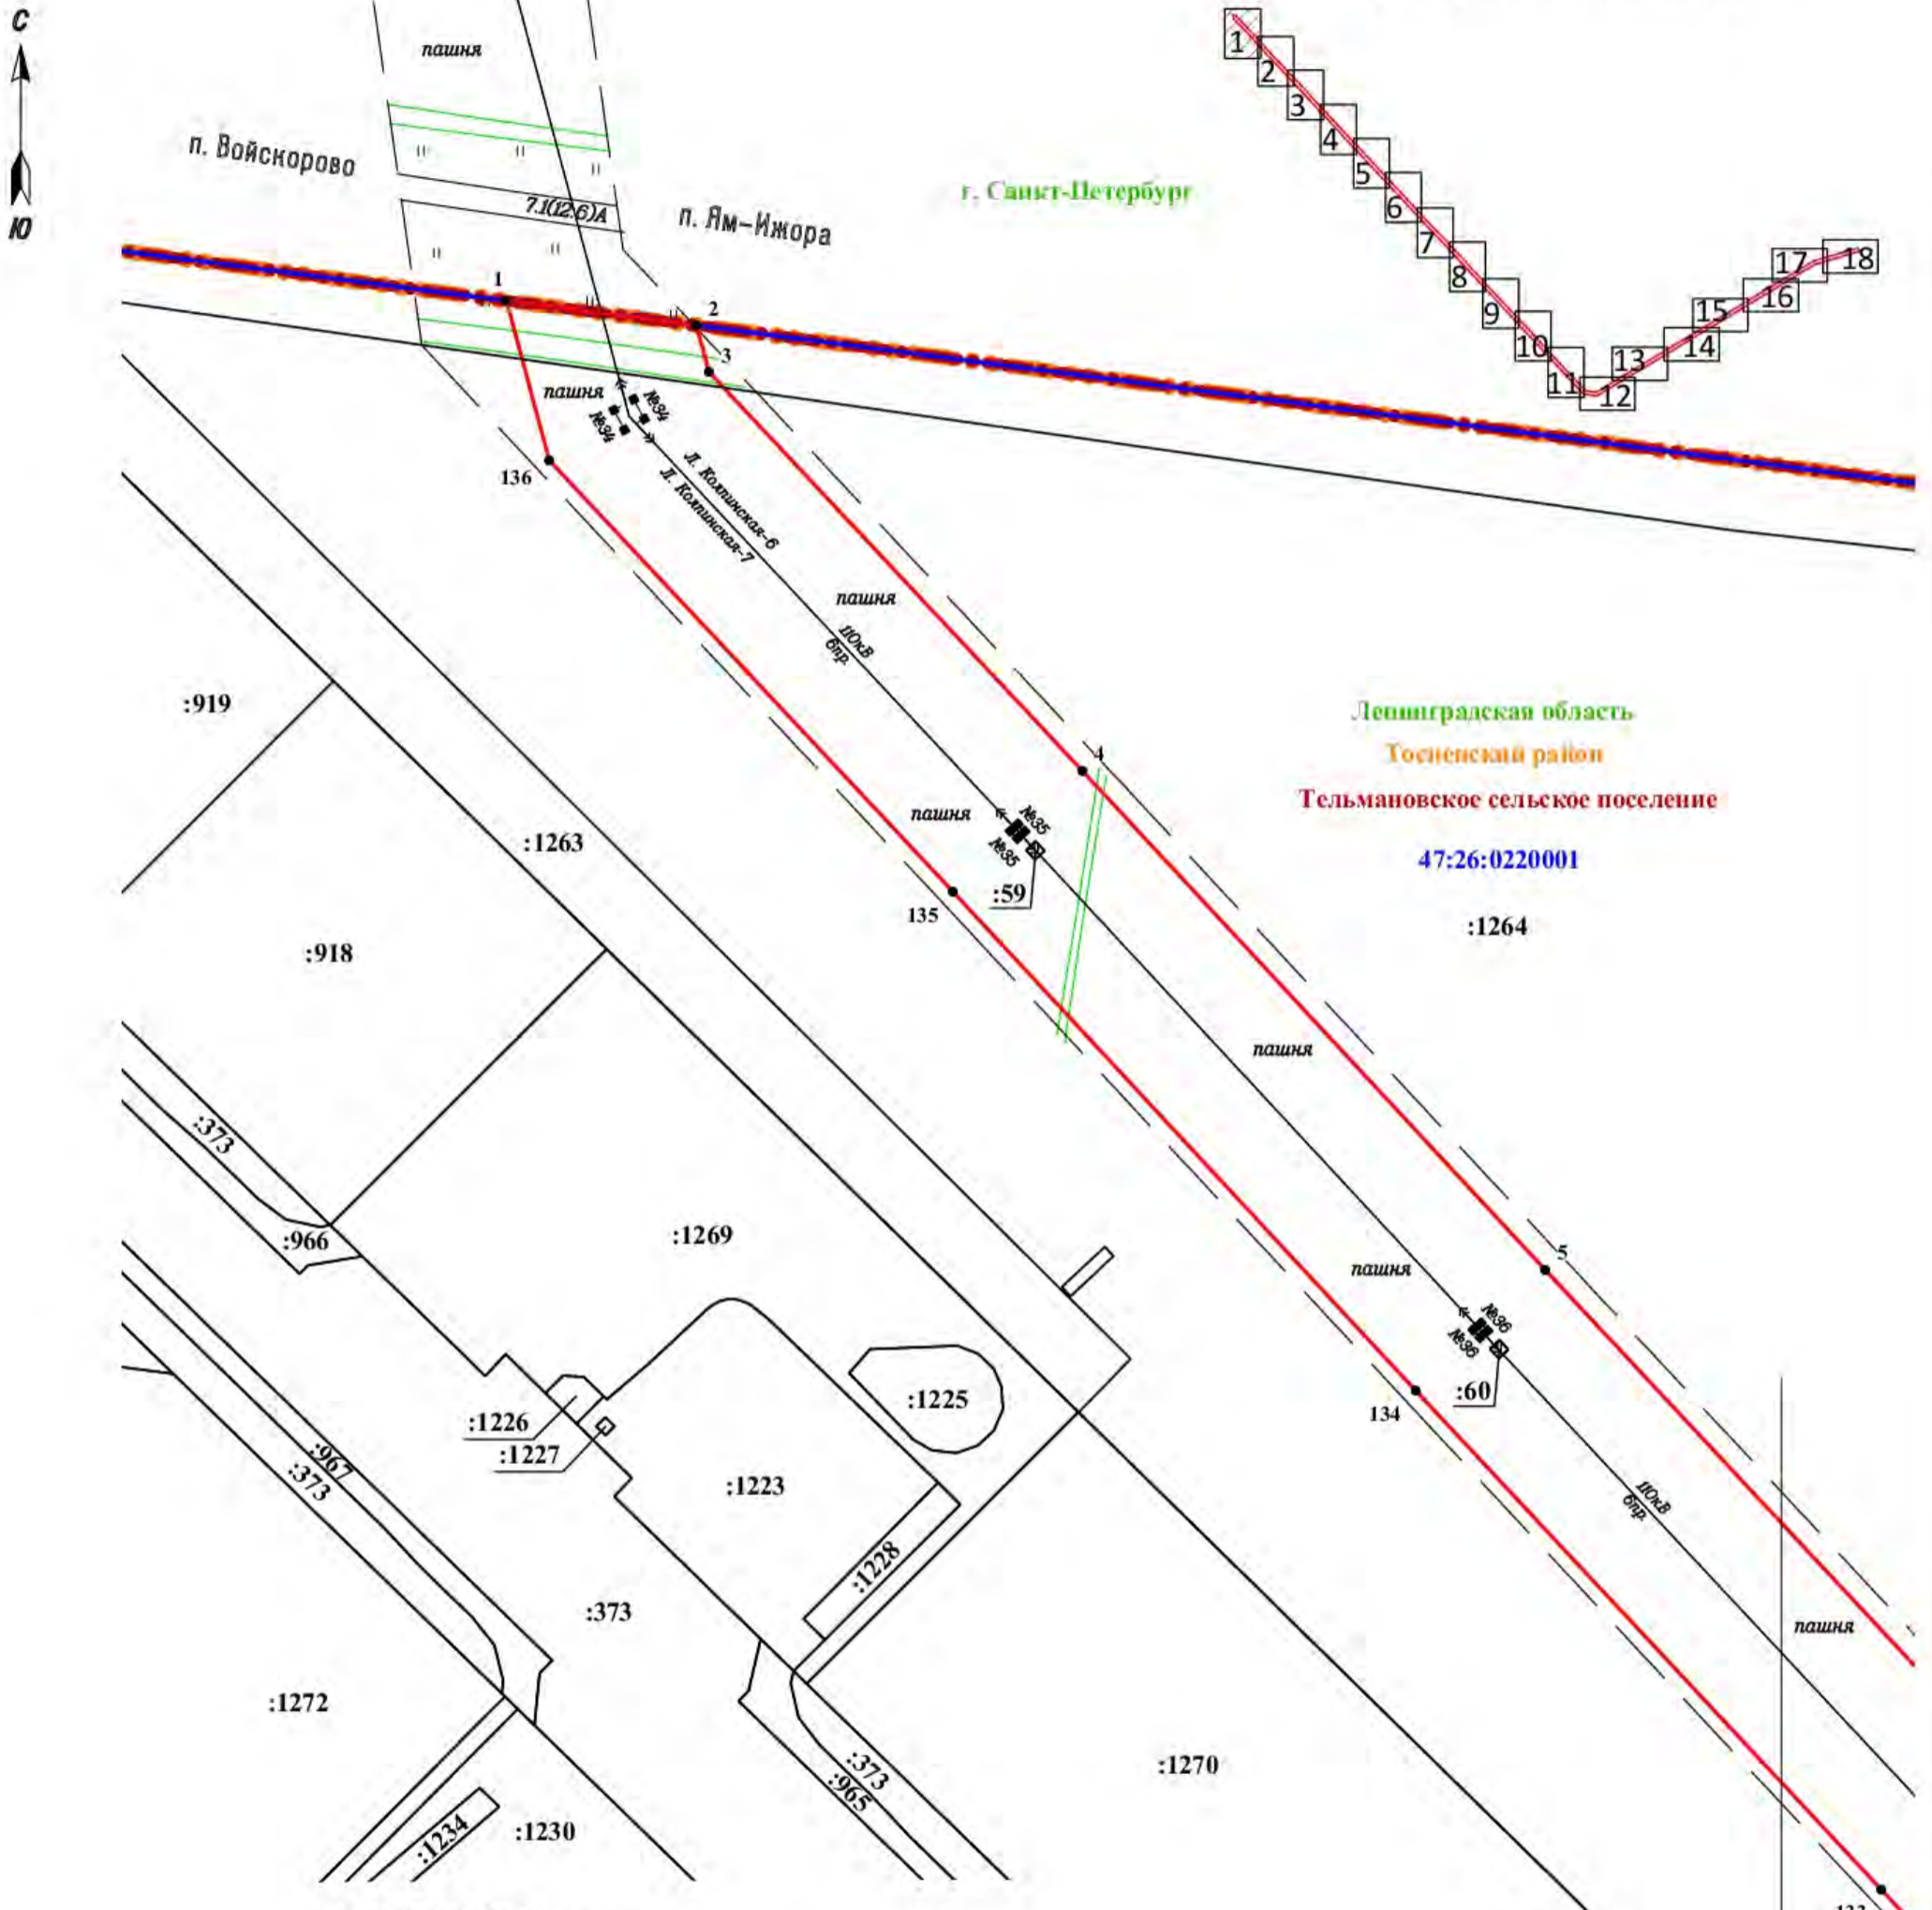 С
Ю
пашня
п. Войскорово
7.1(12.6)А
п. Ям-Ижора
г. Санкт-Петербург
1
2
3
4
5
6
7
8
9
10
11
12
13
14
15
16
17
18
1
2
3
пашня
№34
№34
136
Л. Колпинская-6
Л. Колпинская-7
пашня
110кВ
6пр.
:919
Ленинградская область
Тосненский район
Тельмановское сельское поселение
47:26:0220001
:1264
4
пашня
№35
№35
:59
135
:1263
:918
пашня
:373
:966
:1269
пашня
5
№36
№36
:60
134
:1225
:1226
:1227
:1223
:967
:373
110кВ
6пр.
:1228
:373
пашня
:1272
:373
:965
:1270
:1234
:1230